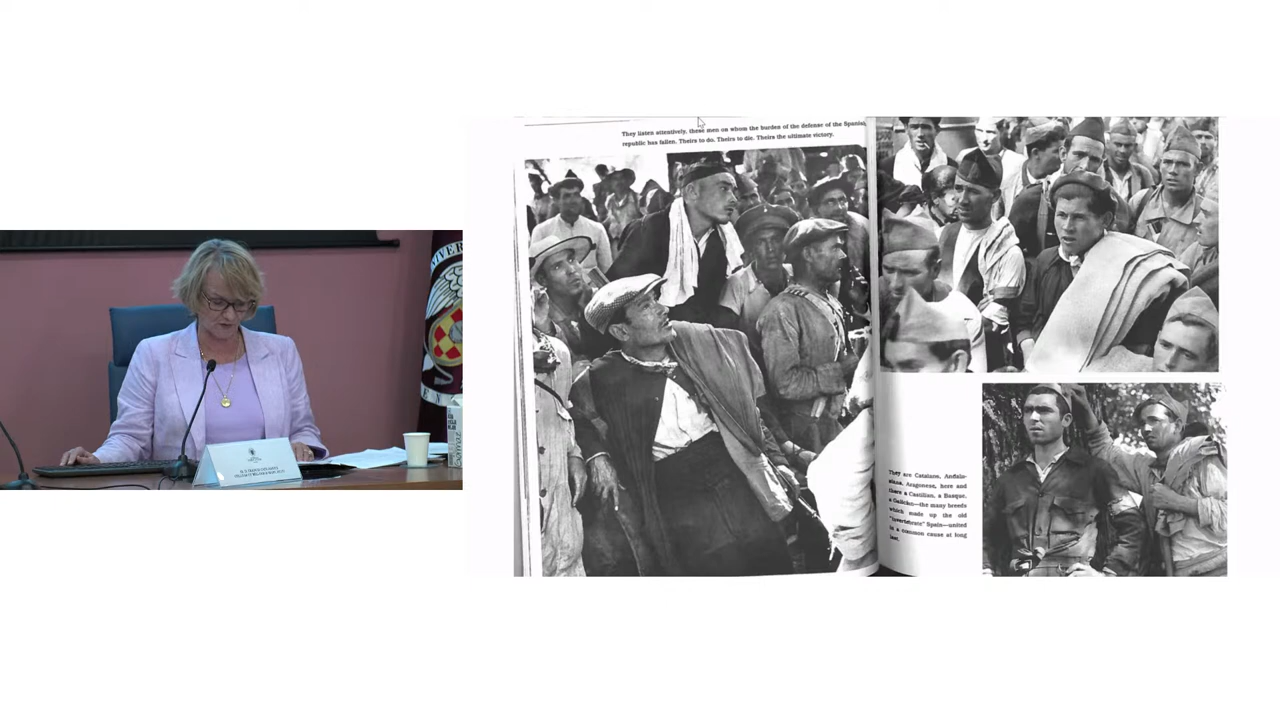 They listen attentively, these men on whom the burden of the defense of the Spanis
republic has fallen. Theirs to do. Theirs to die. Theirs the ultimate victory.
They are Catalans, Andalu-
sians, Aragonese, here and
there a Castilian, a Basque,
a Galician—the many breeds
which made up the old
"invertebrate" Spain—united
in a common cause at long
last.